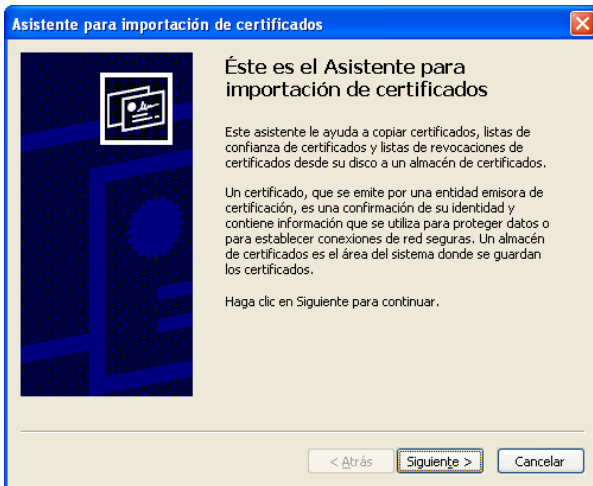 Asistente para importación de certificados
Éste es el Asistente para
importación de certificados
Este asistente le ayuda a copiar certificados, listas de
confianza de certificados y listas de revocaciones de
certificados desde su disco a un almacén de certificados.
Un certificado, que se emite por una entidad emisora de
certificación, es una confirmación de su identidad y
contiene información que se utiliza para proteger datos o
para establecer conexiones de red seguras. Un almacén
de certificados es el área del sistema donde se guardan
los certificados.
Haga clic en Siguiente para continuar.
< Atrás Siguiente > Cancelar